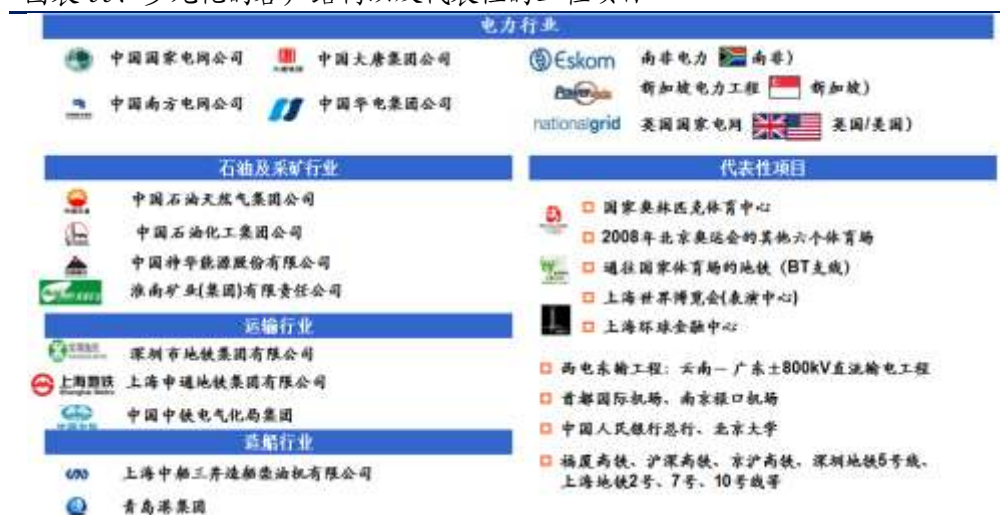 电力行业
中国国家电网公司 中国大唐集团公司
中国南方电网公司 中国华电集团公司
Eskom 南非电力 南非)
新加坡电力工程 新加坡)
nationalgrid 英国国家电网 英国/美国)
石油及采矿行业
中国石油天然气集团公司
中国石油化工集团公司
中国神华能源股份有限公司
淮南矿业(集团)有限责任公司
运输行业
深圳市地铁集团有限公司
上海地铁 上海申通地铁集团有限公司
中国中铁电气化局集团
造船行业
上海中船三井造船柴油机有限公司
青岛港集团
代表性项目
国家奥林匹克体育中心
2008年北京奥运会的其他六个体育场
通往国家体育场的地铁 (BT支线)
上海世界博览会(表演中心)
上海环球金融中心
西电东输工程：云南－广东±800kV直流输电工程
首都国际机场、南京禄口机场
中国人民银行总行、北京大学
福厦高铁、沪深高铁、京沪高铁、深圳地铁5号线、
上海地铁2号、7号、10号线等